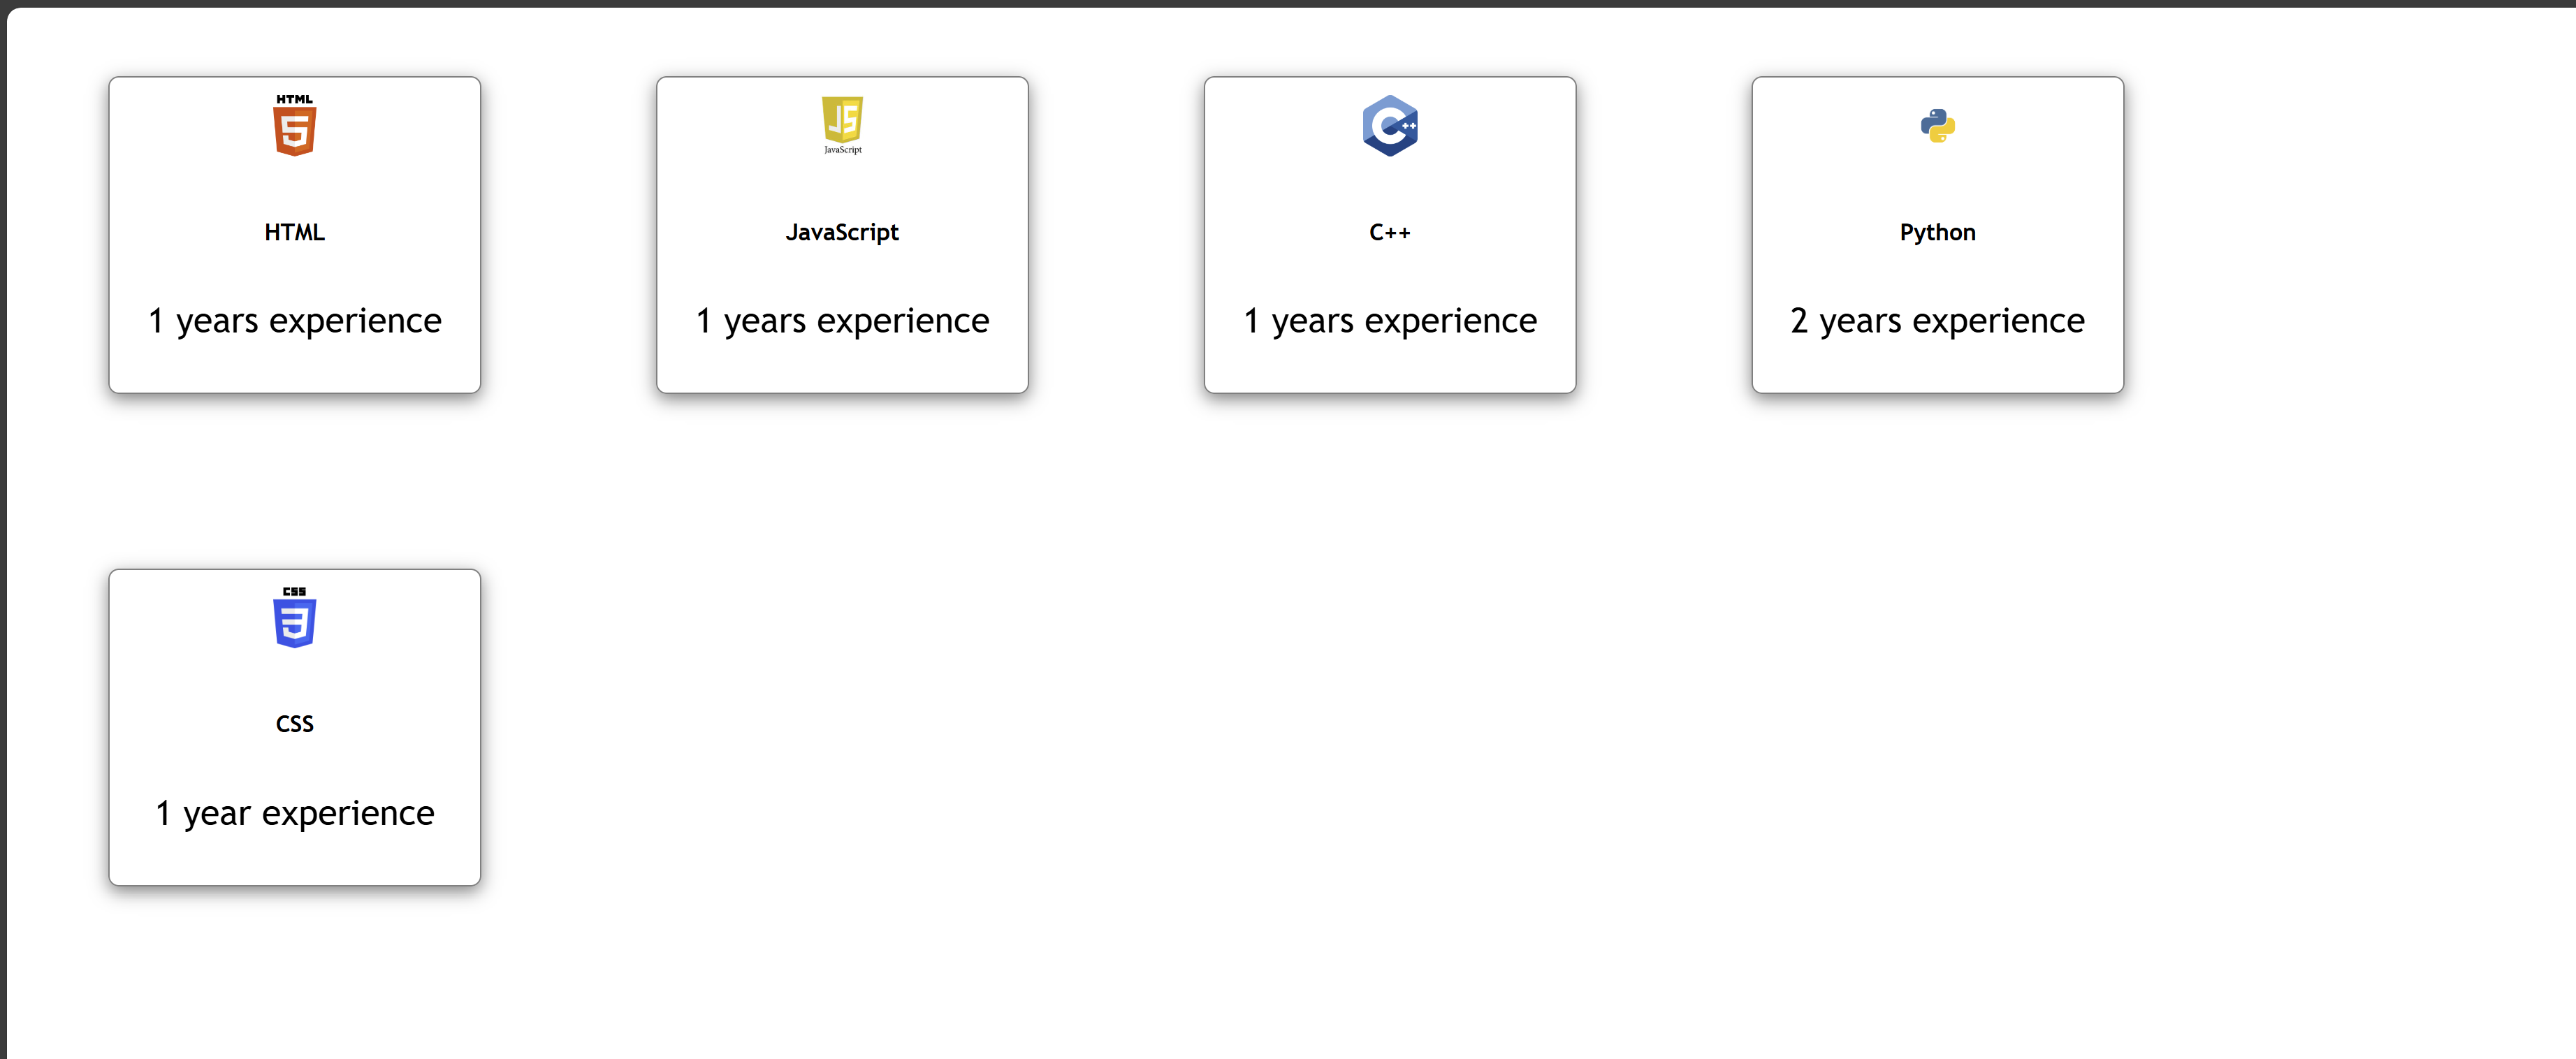 HTML
5
HTML
1 years experience
JS
JavaScript
JavaScript
1 years experience
C++
C++
1 years experience
Python
2 years experience
CSS
3
CSS
1 year experience